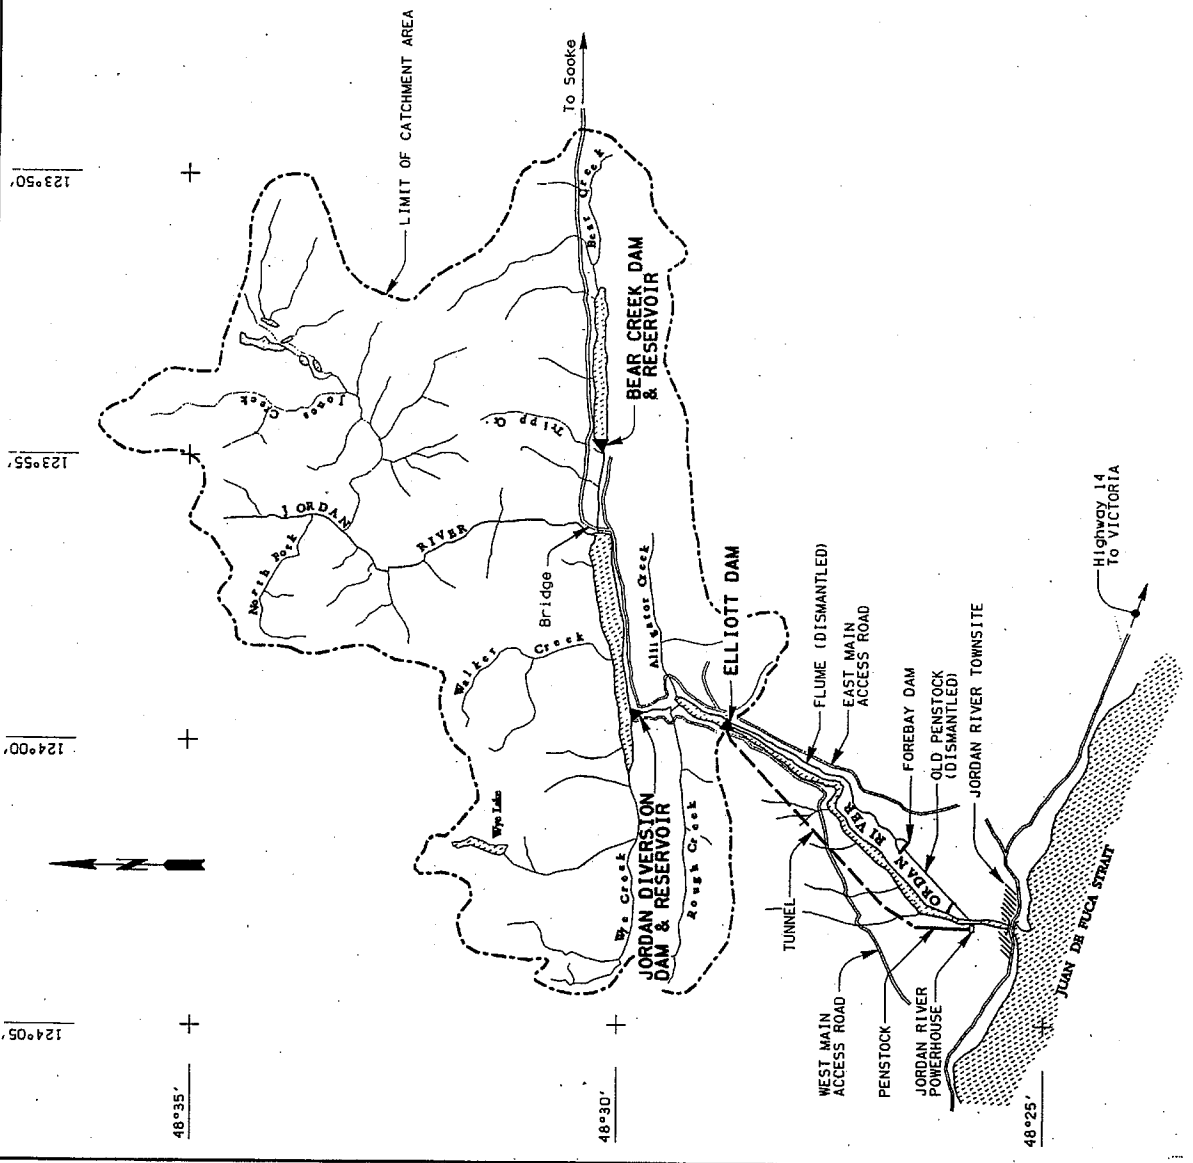 123°50'
123°55'
124°00'
124°05'
48°35'
48°30'
48°25'
N
LIMIT OF CATCHMENT AREA
To Sooke
Bear Creek
BEAR CREEK DAM
& RESERVOIR
Jones
Creek
Tripp Cr.
JORDAN
RIVER
North Fork
Bridge
Walker
Creek
Alligator Creek
ELLIOTT DAM
Wye Lake
Wye Creek
JORDAN DIVERSION
DAM & RESERVOIR
Rough Creek
FLUME (DISMANTLED)
EAST MAIN
ACCESS ROAD
FOREBAY DAM
OLD PENSTOCK
(DISMANTLED)
JORDAN RIVER TOWNSITE
Highway 14
To VICTORIA
TUNNEL
JORDAN RIVER
WEST MAIN
ACCESS ROAD
PENSTOCK
JORDAN RIVER
POWERHOUSE
JUAN DE FUCA STRAIT